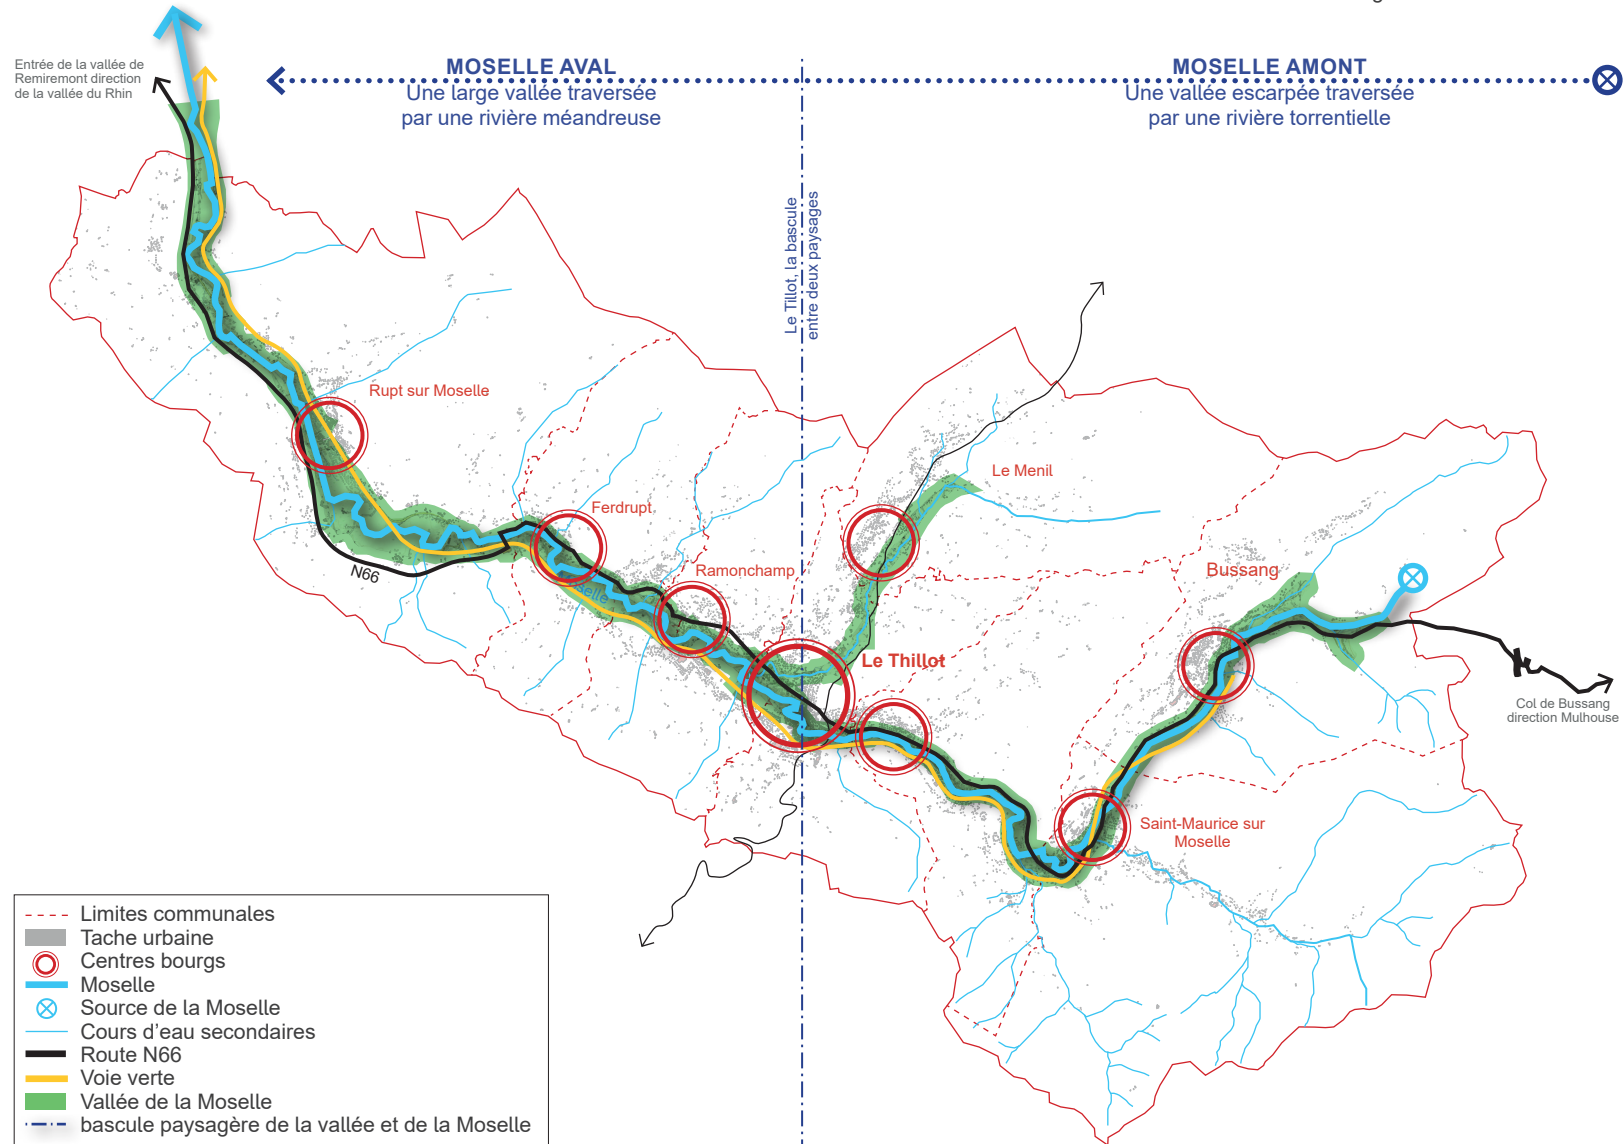 Entrée de la vallée de
Remiremont direction
de la vallée du Rhin
MOSELLE AVAL
Une large vallée traversée
par une rivière méandreuse
MOSELLE AMONT
Une vallée escarpée traversée
par une rivière torrentielle
Le Tillot, la bascule
entre deux paysages
Rupt sur Moselle
Le Menil
Ferdrupt
Ramonchamp
Bussang
N66
Le Thillot
Col de Bussang
direction Mulhouse
Saint-Maurice sur
Moselle
Limites communales
Tache urbaine
Centres bourgs
Moselle
Source de la Moselle
Cours d'eau secondaires
Route N66
Voie verte
Vallée de la Moselle
bascule paysagère de la vallée et de la Moselle